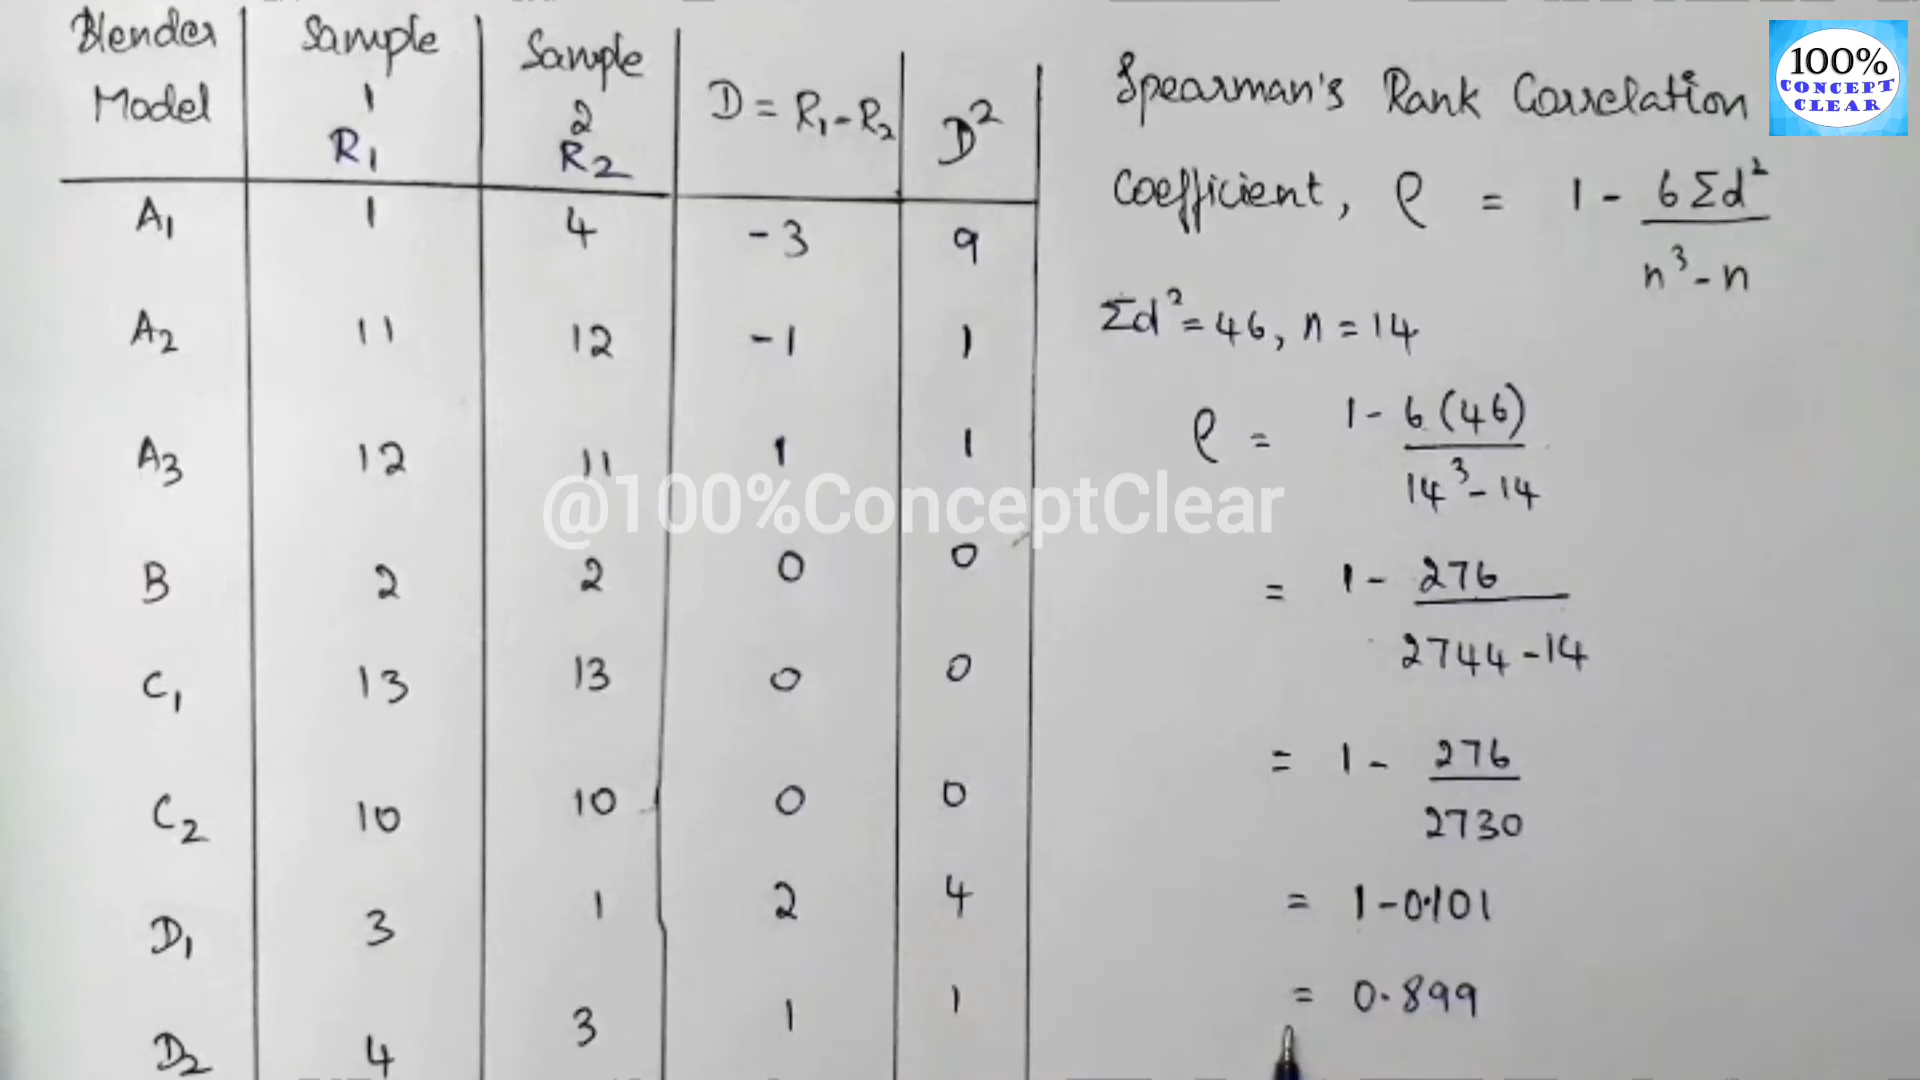 Blender Model | Sample 1 R₁ | Sample 2 R₂ | D = R₁-R₂ | D²
A₁ | 1 | 4 | -3 | 9
A₂ | 11 | 12 | -1 | 1
A₃ | 12 | 11 | 1 | 1
B | 2 | 2 | 0 | 0
C₁ | 13 | 13 | 0 | 0
C₂ | 10 | 10 | 0 | 0
D₁ | 3 | 1 | 2 | 4
D₂ | 4 | 3 | 1 | 1
Spearman's Rank Correlation
Coefficient, ρ = 1 - 6Σd² / n³-n
Σd² = 46, n = 14
ρ = 1 - 6(46) / 14³-14
= 1 - 276 / 2744-14
= 1 - 276 / 2730
= 1-0.101
= 0.899
100%
CONCEPT
CLEAR
@100%ConceptClear